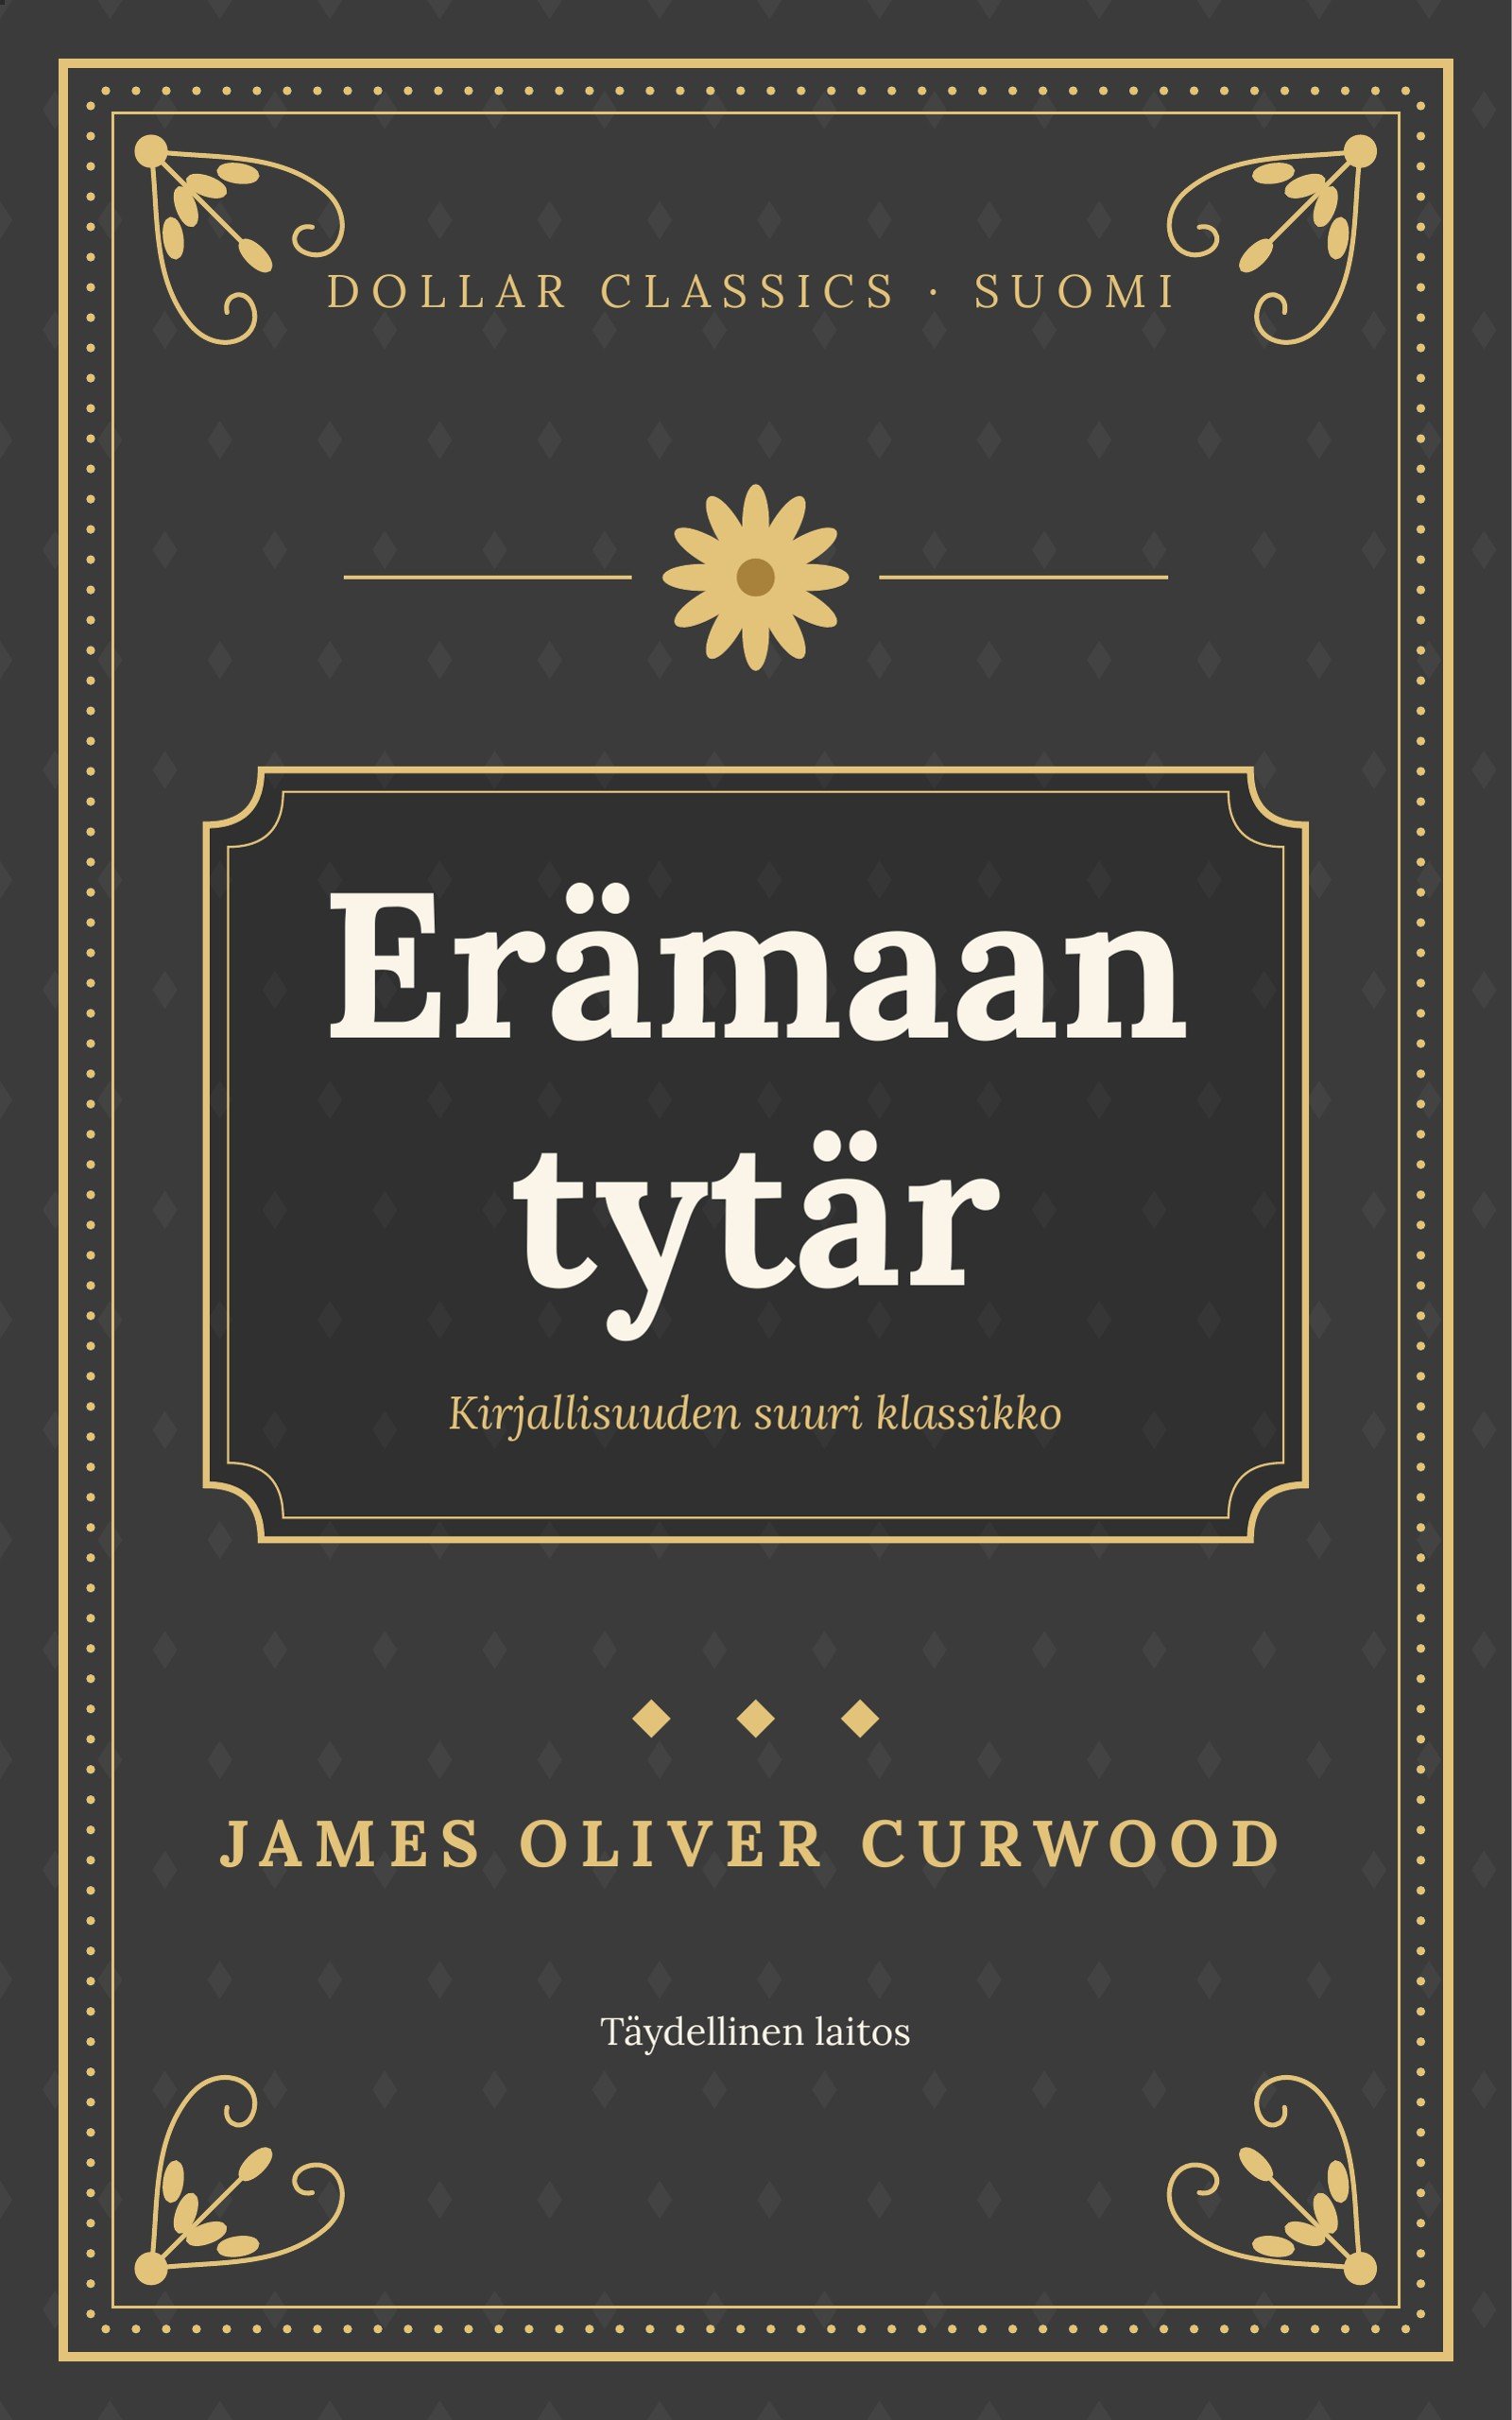 DOLLAR CLASSICS · SUOMI
Erämaan
tytär
Kirjallisuuden suuri klassikko
JAMES OLIVER CURWOOD
Täydellinen laitos